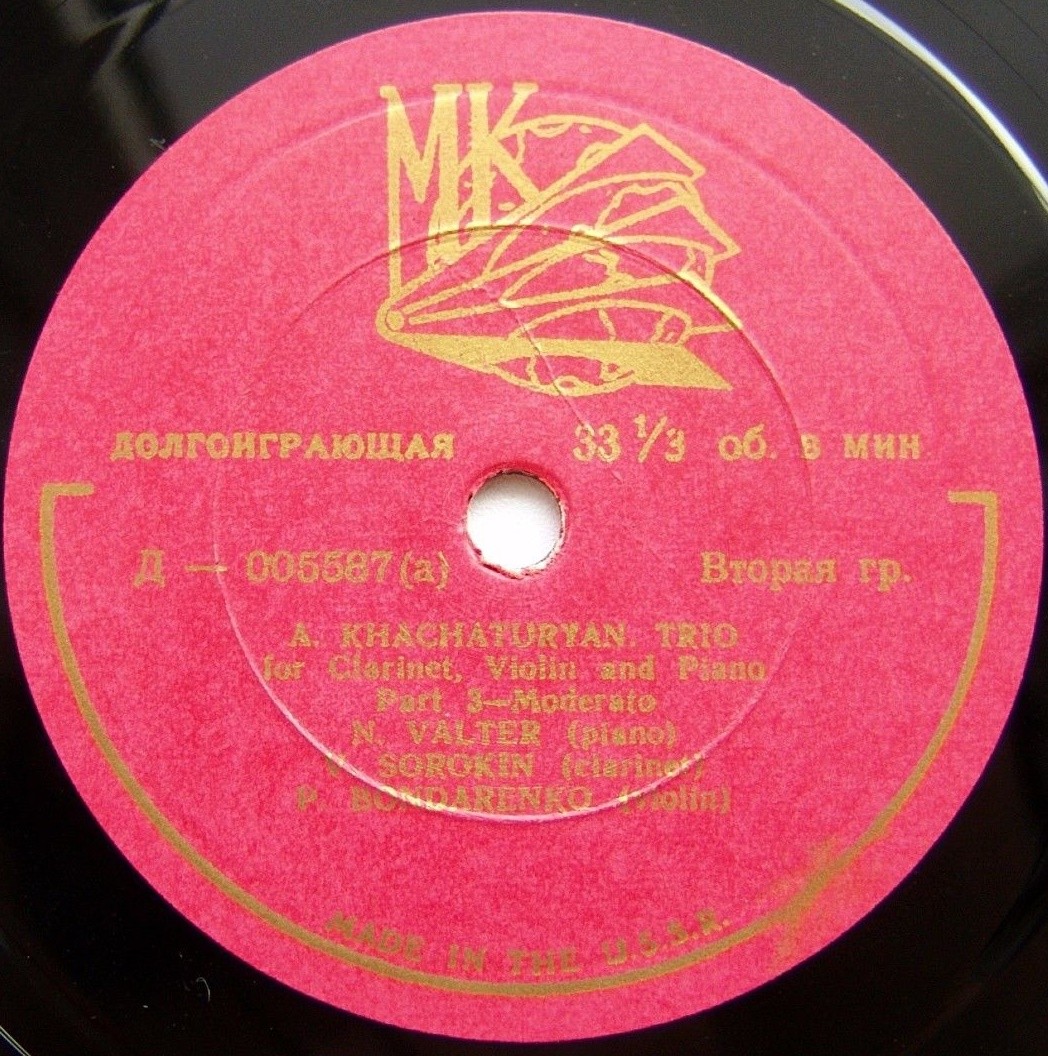 МК
ДОЛГОИГРАЮЩАЯ 33 1/3 об. в мин
Д — 005587(а) Вторая гр.
A. KHACHATURYAN. TRIO
for Clarinet, Violin and Piano
Part 3—Moderato
N. VALTER (piano)
SOROKIN (clarinet)
P. BONDARENKO (violin)
MADE IN THE U.S.S.R.